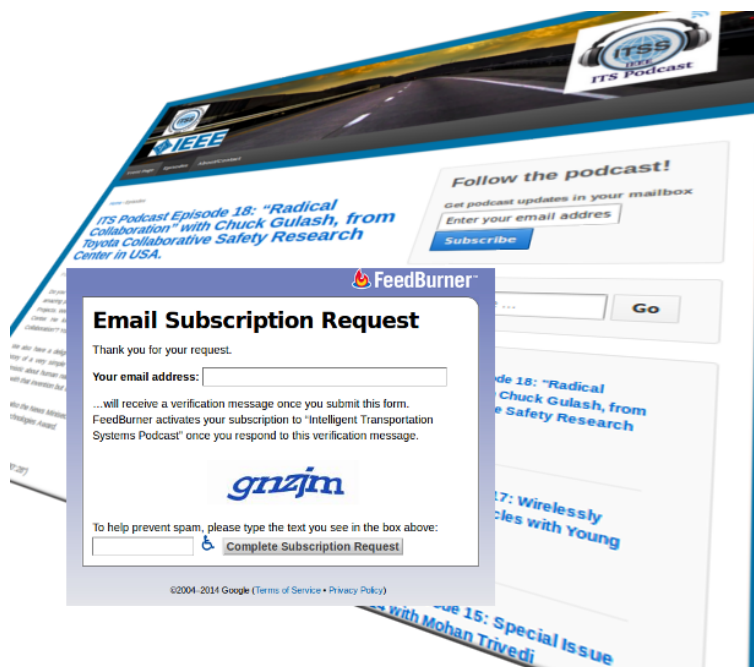 ITSS
IEEE
ITS Podcast
IEEE
Episodes
About/Contact
ITS Podcast Episode 18: "Radical
Collaboration" with Chuck Gulash, from
Toyota Collaborative Safety Research
Center in USA.
Follow the podcast!
Get podcast updates in your mailbox
Enter your email addres
Subscribe
Go
FeedBurner
Email Subscription Request
Thank you for your request.
Your email address:
...will receive a verification message once you submit this form.
FeedBurner activates your subscription to "Intelligent Transportation
Systems Podcast" once you respond to this verification message.
gnzjm
To help prevent spam, please type the text you see in the box above:
Complete Subscription Request
©2004–2014 Google (Terms of Service • Privacy Policy)
de 18: "Radical
Chuck Gulash, from
e Safety Research
17: Wirelessly
cles with Young
ode 15: Special Issue
with Mohan Trivedi